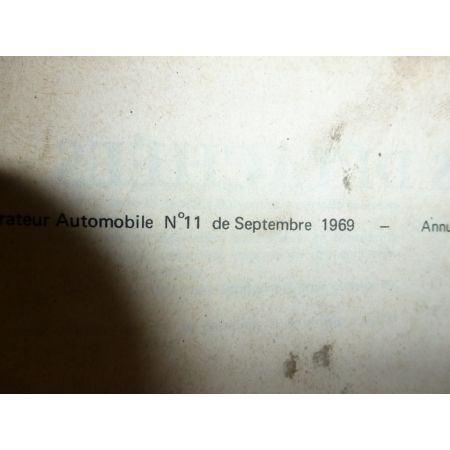 rateur Automobile N°11 de Septembre 1969 – Annu